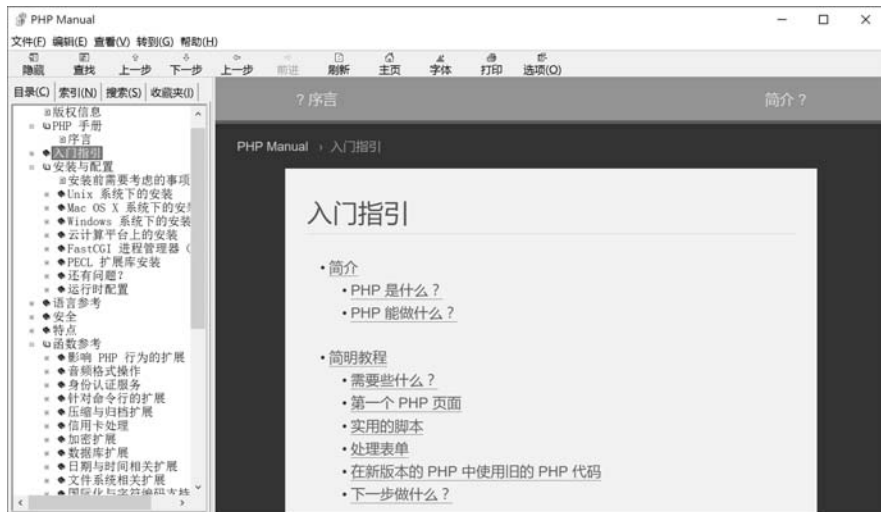 PHP Manual
文件(F) 编辑(E) 查看(V) 转到(G) 帮助(H)
隐藏 查找 上一步 下一步 上一步 前进 刷新 主页 字体 打印 选项(O)
目录(C) 索引(N) 搜索(S) 收藏夹(I)
版权信息
PHP 手册
序言
入门指引
安装与配置
安装前需要考虑的事项
Unix 系统下的安装
Mac OS X 系统下的安
Windows 系统下的安装
云计算平台上的安装
FastCGI 进程管理器（
PECL 扩展库安装
还有问题?
运行时配置
语言参考
安全
特点
函数参考
影响 PHP 行为的扩展
音频格式操作
身份认证服务
针对命令行的扩展
压缩与归档扩展
信用卡处理
加密扩展
数据库扩展
日期与时间相关扩展
文件系统相关扩展
国际化与字符编码支持
? 序言
简介 ?
PHP Manual › 入门指引
入门指引
• 简介
• PHP 是什么？
• PHP 能做什么？
• 简明教程
• 需要些什么？
• 第一个 PHP 页面
• 实用的脚本
• 处理表单
• 在新版本的 PHP 中使用旧的 PHP 代码
• 下一步做什么？